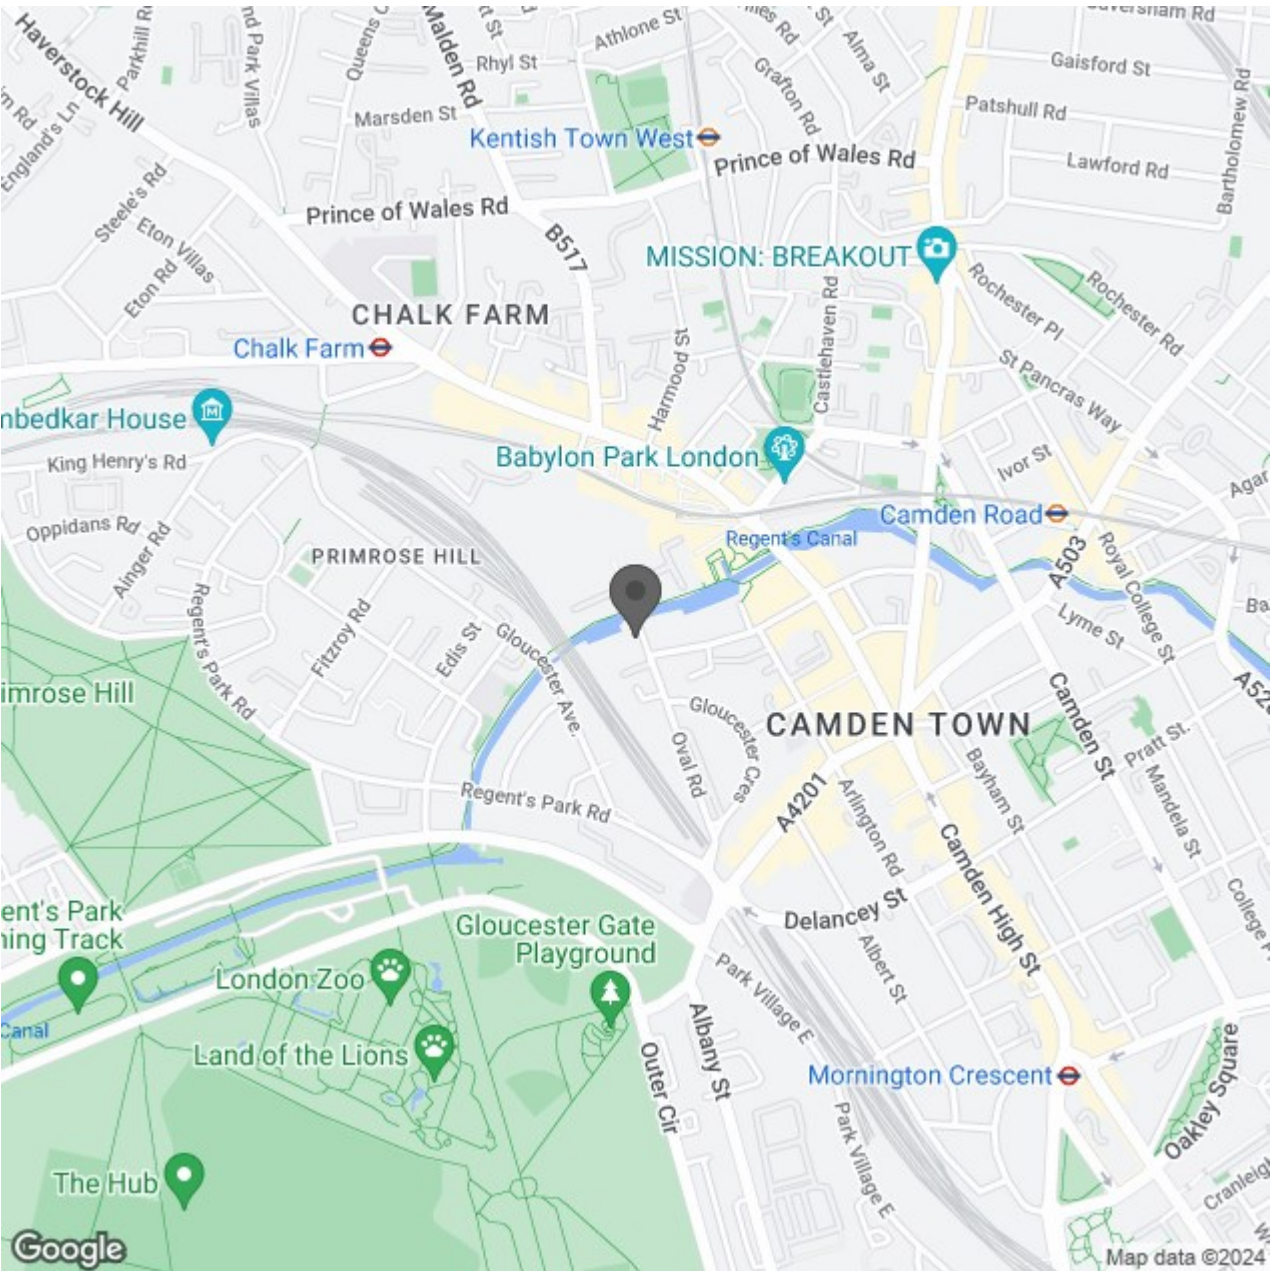 Caversham Rd
Haverstock Hill
Parkhill Rd
Malden Rd
Athlone St
Alma St
Rhyl St
Grafton Rd
Gaisford St
Patshull Rd
Bartholomew Rd
England's Ln
Marsden St
Kentish Town West
Prince of Wales Rd
Lawford Rd
Steele's Rd
Prince of Wales Rd
Eton Villas
B517
MISSION: BREAKOUT
Eton Rd
Rochester Pl
Rochester Rd
CHALK FARM
Castlehaven Rd
Chalk Farm
Harmood St
St Pancras Way
mbedkar House
King Henry's Rd
Babylon Park London
Ivor St
Agar
Oppidans Rd
Camden Road
Regent's Canal
PRIMROSE HILL
Ainger Rd
A503
Royal College St
Regent's Park Rd
Fitzroy Rd
Edis St
Gloucester Ave.
Lyme St
Ba
imrose Hill
Gloucester Cres
CAMDEN TOWN
Camden St
A520
Oval Rd
Pratt St.
Bayham St
Mandela St
Regent's Park Rd
A4201
Arlington Rd
Camden High St
College P
ent's Park
ning Track
Gloucester Gate
Playground
Delancey St
London Zoo
Albert St
Park Village E
Canal
Land of the Lions
Albany St
Outer Cir
Mornington Crescent
Oakley Square
Park Village E
The Hub
Cranleigh
Google
Map data ©2024